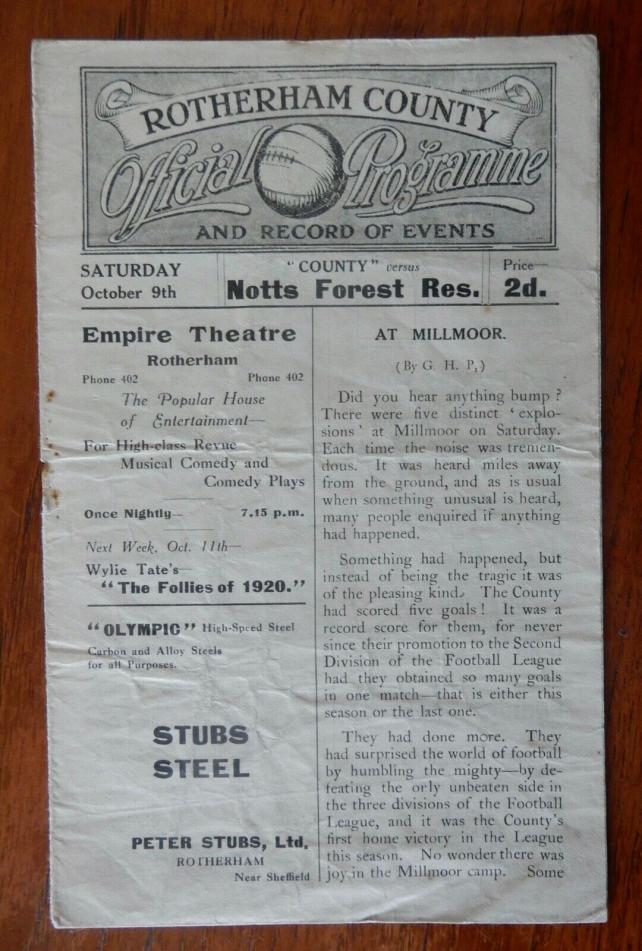 ROTHERHAM COUNTY
Official Programme
AND RECORD OF EVENTS
SATURDAY
October 9th
"COUNTY" versus
Notts Forest Res.
Price—
2d.
Empire Theatre
Rotherham
Phone 402 Phone 402
The Popular House
of Entertainment—
For High-class Revue
Musical Comedy and
Comedy Plays
Once Nightly— 7.15 p.m.
Next Week, Oct. 11th—
Wylie Tate's—
"The Follies of 1920."
"OLYMPIC" High-Speed Steel
Carbon and Alloy Steels
for all Purposes.
STUBS
STEEL
PETER STUBS, Ltd.
ROTHERHAM
Near Sheffield
AT MILLMOOR.
(By G. H. P.)
Did you hear anything bump?
There were five distinct 'explo-
sions' at Millmoor on Saturday.
Each time the noise was tremen-
dous. It was heard miles away
from the ground, and as is usual
when something unusual is heard,
many people enquired if anything
had happened.
Something had happened, but
instead of being the tragic it was
of the pleasing kind. The County
had scored five goals! It was a
record score for them, for never
since their promotion to the Second
Division of the Football League
had they obtained so many goals
in one match—that is either this
season or the last one.
They had done more. They
had surprised the world of football
by humbling the mighty—by de-
feating the only unbeaten side in
the three divisions of the Football
League, and it was the County's
first home victory in the League
this season. No wonder there was
joy in the Millmoor camp. Some